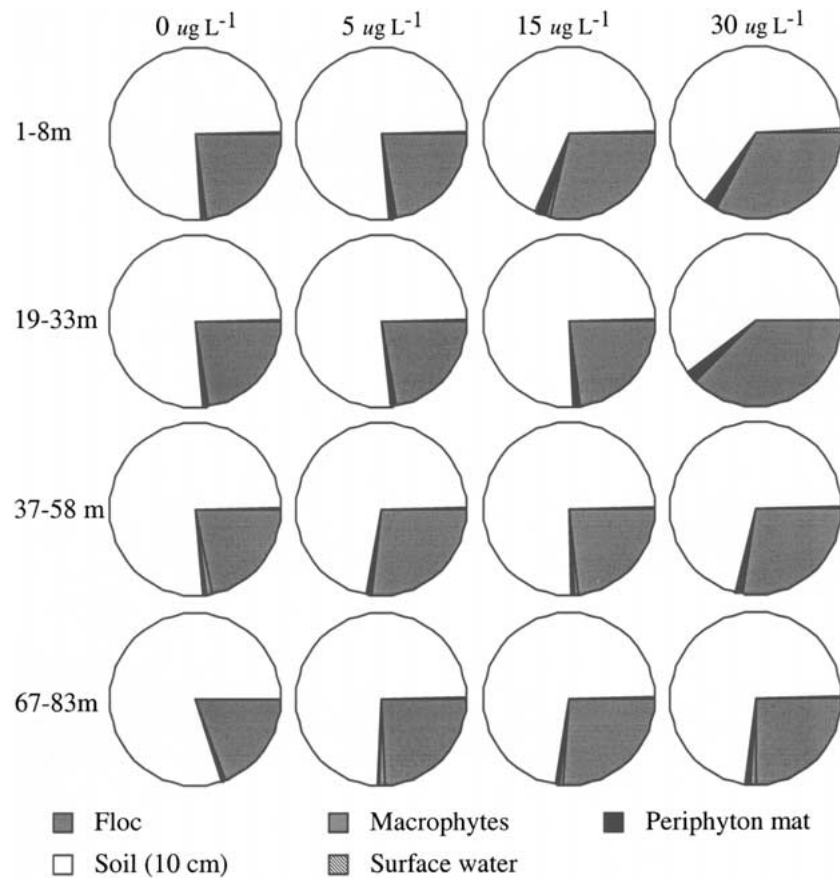 0 ug L-1 5 ug L-1 15 ug L-1 30 ug L-1
1-8m
19-33m
37-58 m
67-83m
Floc Macrophytes Periphyton mat
Soil (10 cm) Surface water